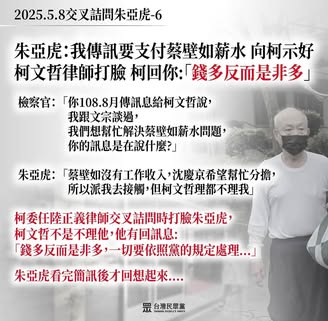 2025.5.8交叉詰問朱亞虎-6
朱亞虎：我傳訊要支付蔡壁如薪水 向柯示好
柯文哲律師打臉 柯回你:「錢多反而是非多」
檢察官：「你108.8月傳訊息給柯文哲說，
我跟文宗談過，
我們想幫忙解決蔡壁如薪水問題，
你的訊息是在說什麼?」
朱亞虎：「蔡壁如沒有工作收入，沈慶京希望幫忙分擔，
所以派我去接觸，但柯文哲理都不理我」
柯委任陸正義律師交叉詰問時打臉朱亞虎，
柯文哲不是不理他，他有回訊息：
「錢多反而是非多，一切要依照黨的規定處理...」
朱亞虎看完簡訊後才回想起來....
台灣民眾黨